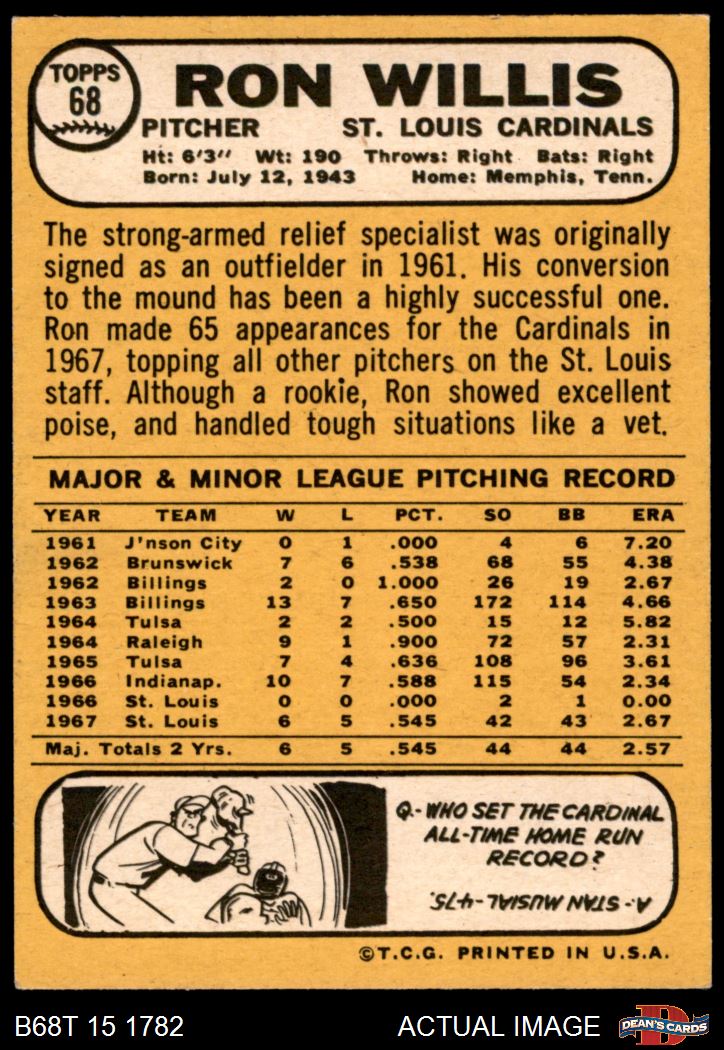 TOPPS
68
RON WILLIS
PITCHER ST. LOUIS CARDINALS
Ht: 6'3" Wt: 190 Throws: Right Bats: Right
Born: July 12, 1943 Home: Memphis, Tenn.
The strong-armed relief specialist was originally
signed as an outfielder in 1961. His conversion
to the mound has been a highly successful one.
Ron made 65 appearances for the Cardinals in
1967, topping all other pitchers on the St. Louis
staff. Although a rookie, Ron showed excellent
poise, and handled tough situations like a vet.
MAJOR & MINOR LEAGUE PITCHING RECORD
YEAR TEAM W L PCT. SO BB ERA
1961 J'nson City 0 1 .000 4 6 7.20
1962 Brunswick 7 6 .538 68 55 4.38
1962 Billings 2 0 1.000 26 19 2.67
1963 Billings 13 7 .650 172 114 4.66
1964 Tulsa 2 2 .500 15 12 5.82
1964 Raleigh 9 1 .900 72 57 2.31
1965 Tulsa 7 4 .636 108 96 3.61
1966 Indianap. 10 7 .588 115 54 2.34
1966 St. Louis 0 0 .000 2 1 0.00
1967 St. Louis 6 5 .545 42 43 2.67
Maj. Totals 2 Yrs. 6 5 .545 44 44 2.57
Q-WHO SET THE CARDINAL
ALL-TIME HOME RUN
RECORD?
A-STAN MUSIAL-475.
©T.C.G. PRINTED IN U.S.A.
B68T 15 1782 ACTUAL IMAGE
D
DEAN'S CARDS